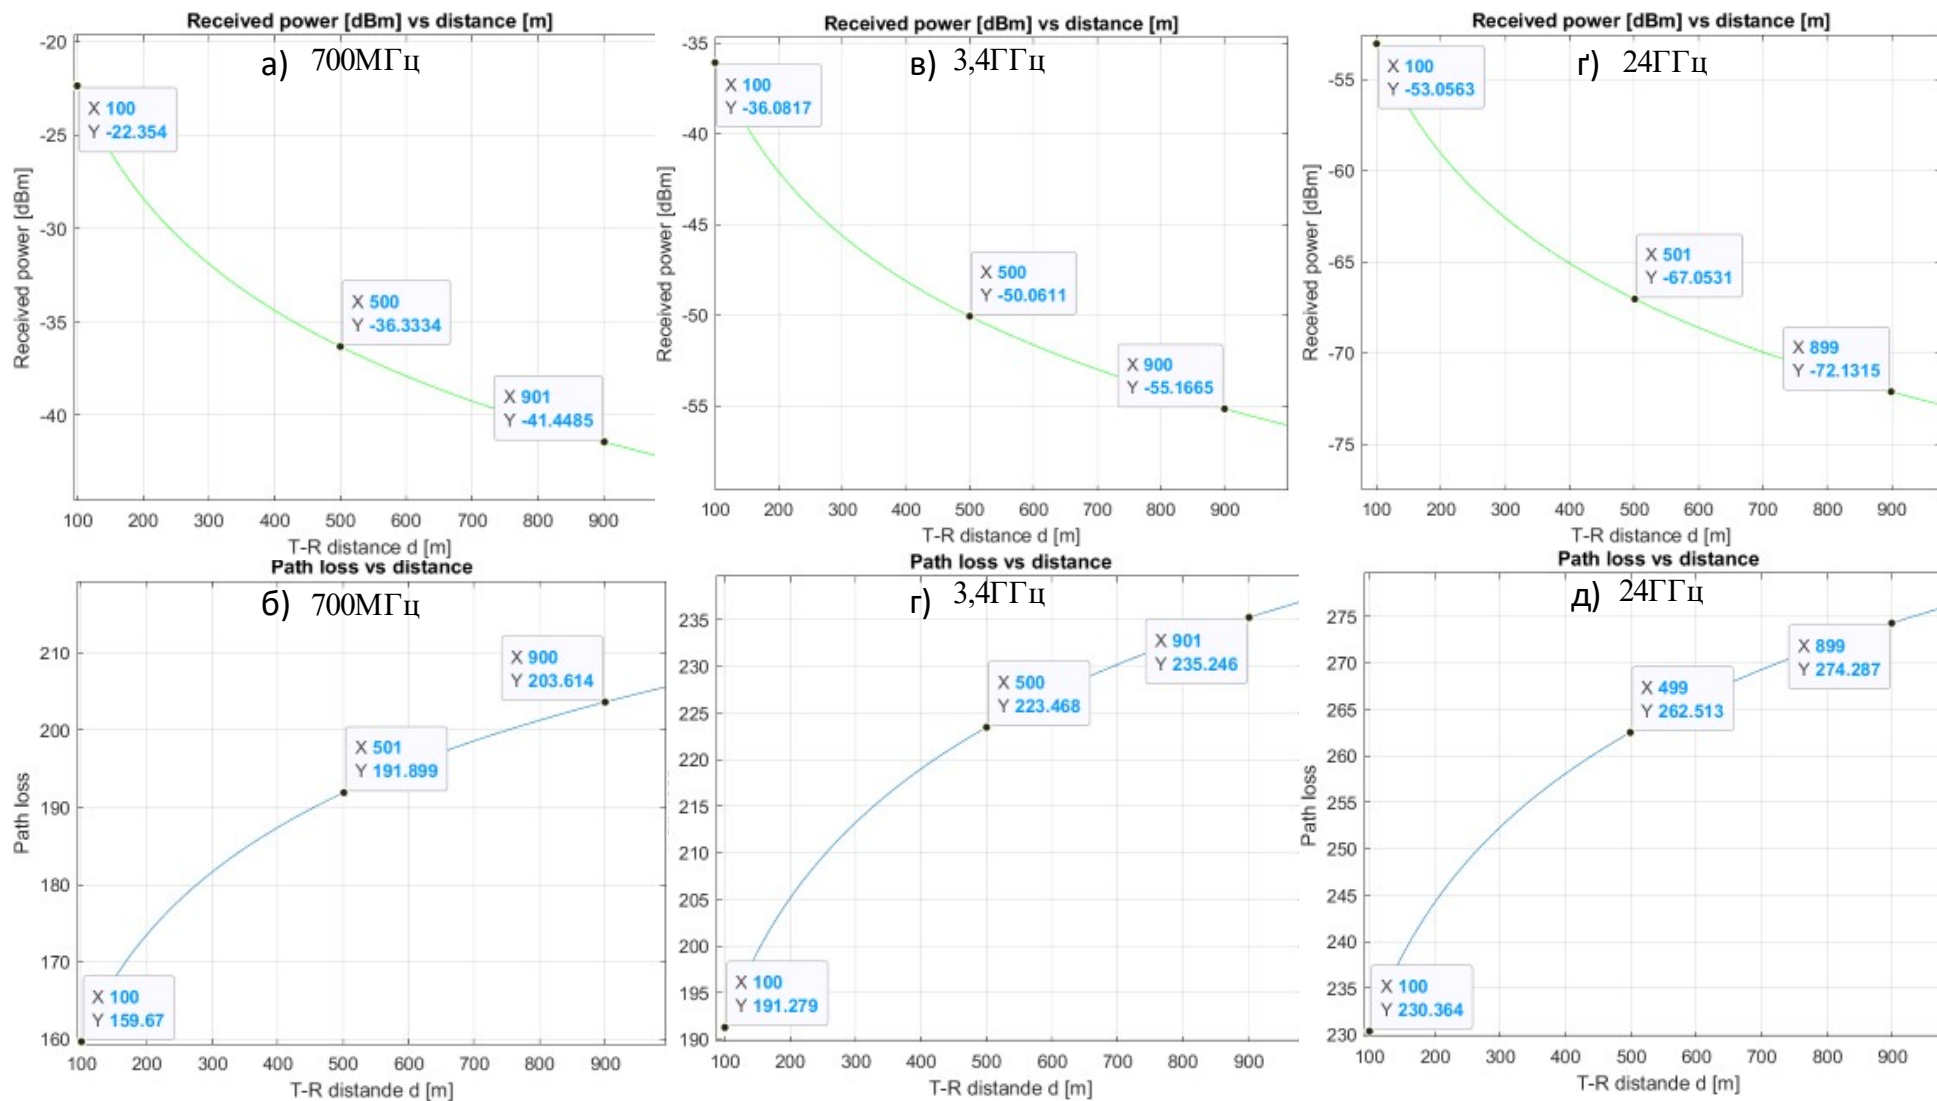 Received power [dBm] vs distance [m]
а) 700МГц
-20
-25
-30
-35
-40
Received power [dBm]
X 100
Y -22.354
X 500
Y -36.3334
X 901
Y -41.4485
100 200 300 400 500 600 700 800 900
T-R distance d [m]
Received power [dBm] vs distance [m]
в) 3,4ГГц
-35
-40
-45
-50
-55
Received power [dBm]
X 100
Y -36.0817
X 500
Y -50.0611
X 900
Y -55.1665
100 200 300 400 500 600 700 800 900
T-R distance d [m]
Received power [dBm] vs distance [m]
ґ) 24ГГц
-55
-60
-65
-70
-75
Received power [dBm]
X 100
Y -53.0563
X 501
Y -67.0531
X 899
Y -72.1315
100 200 300 400 500 600 700 800 900
T-R distance d [m]
Path loss vs distance
б) 700МГц
210
200
190
180
170
160
Path loss
X 900
Y 203.614
X 501
Y 191.899
X 100
Y 159.67
100 200 300 400 500 600 700 800 900
T-R distande d [m]
Path loss vs distance
г) 3,4ГГц
235
230
225
220
215
210
205
200
195
190
X 901
Y 235.246
X 500
Y 223.468
X 100
Y 191.279
100 200 300 400 500 600 700 800 900
T-R distande d [m]
Path loss vs distance
д) 24ГГц
275
270
265
260
255
250
245
240
235
230
Path loss
X 899
Y 274.287
X 499
Y 262.513
X 100
Y 230.364
100 200 300 400 500 600 700 800 900
T-R distande d [m]